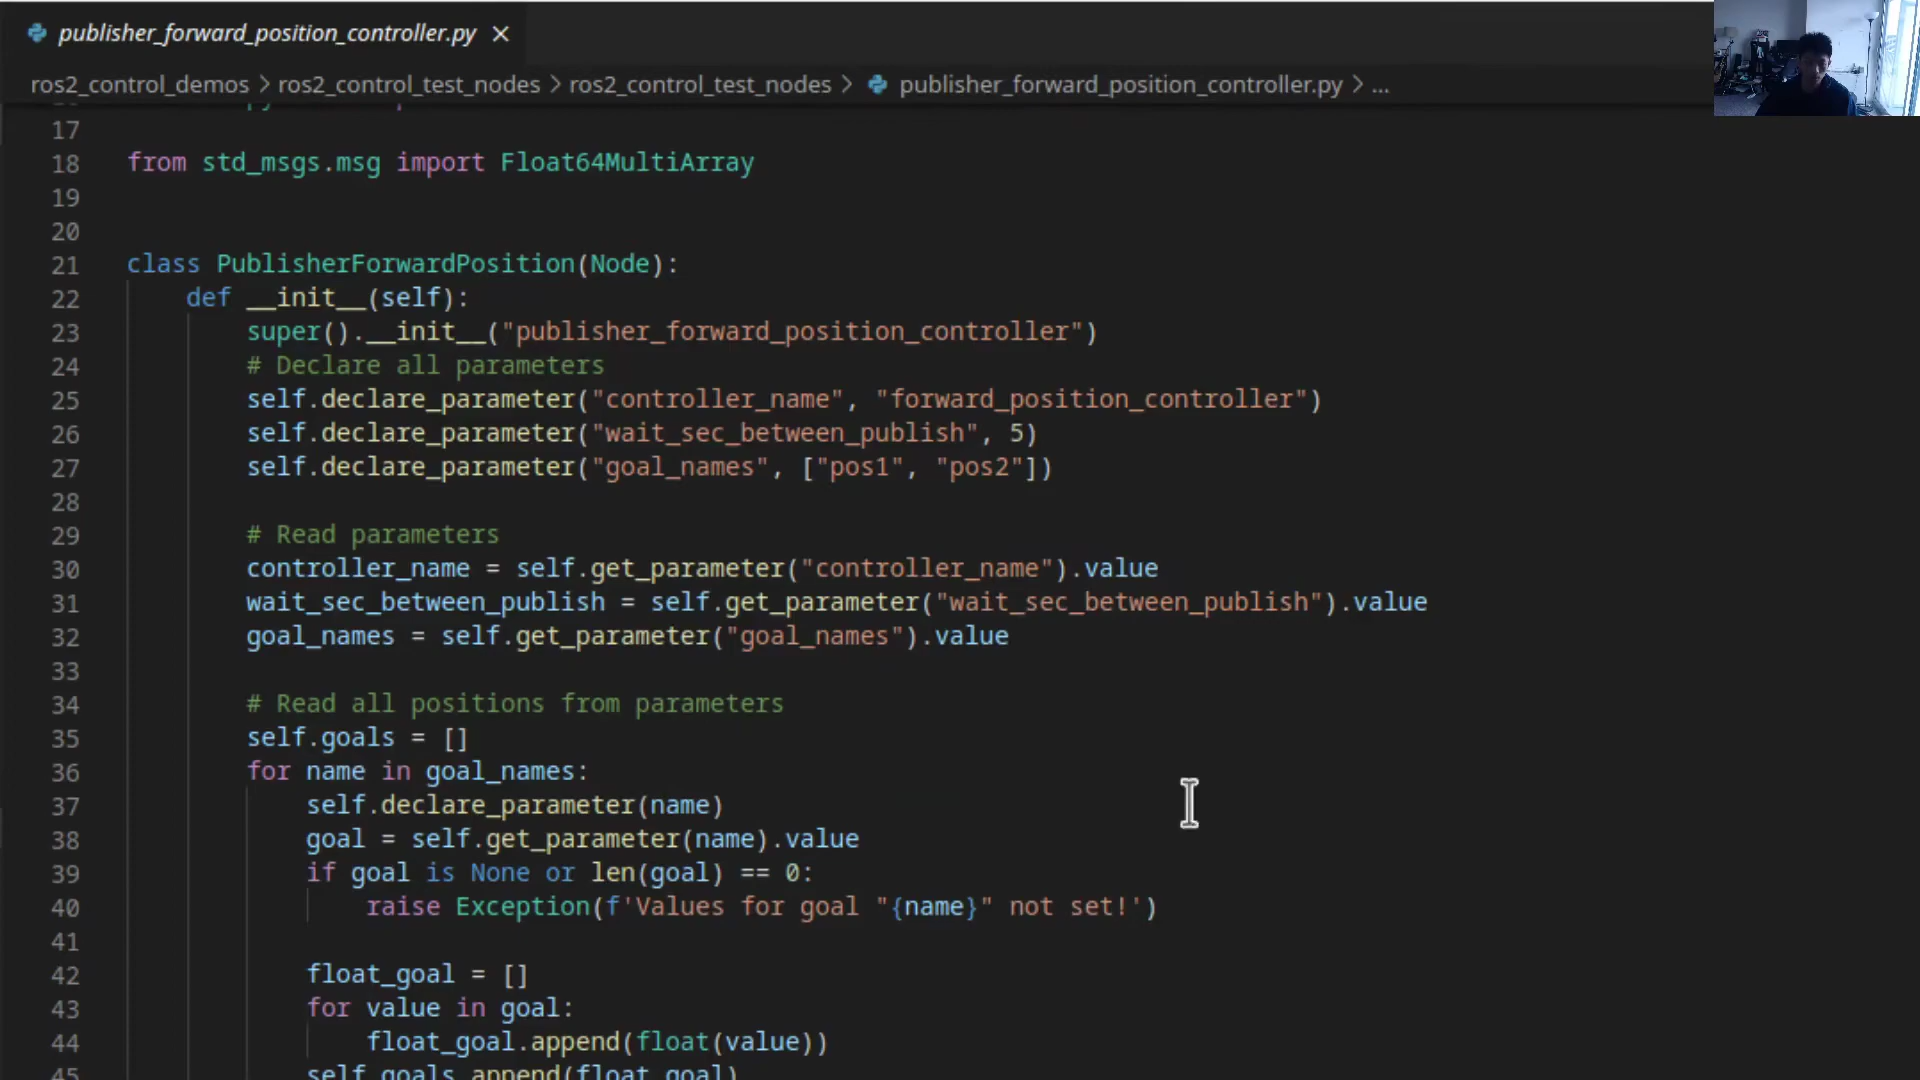 publisher_forward_position_controller.py
ros2_control_demos > ros2_control_test_nodes > ros2_control_test_nodes > publisher_forward_position_controller.py > ...
17
18 from std_msgs.msg import Float64MultiArray
19
20
21 class PublisherForwardPosition(Node):
22 def __init__(self):
23 super().__init__("publisher_forward_position_controller")
24 # Declare all parameters
25 self.declare_parameter("controller_name", "forward_position_controller")
26 self.declare_parameter("wait_sec_between_publish", 5)
27 self.declare_parameter("goal_names", ["pos1", "pos2"])
28
29 # Read parameters
30 controller_name = self.get_parameter("controller_name").value
31 wait_sec_between_publish = self.get_parameter("wait_sec_between_publish").value
32 goal_names = self.get_parameter("goal_names").value
33
34 # Read all positions from parameters
35 self.goals = []
36 for name in goal_names:
37 self.declare_parameter(name)
38 goal = self.get_parameter(name).value
39 if goal is None or len(goal) == 0:
40 raise Exception(f'Values for goal "{name}" not set!')
41
42 float_goal = []
43 for value in goal:
44 float_goal.append(float(value))
45 self.goals.append(float_goal)